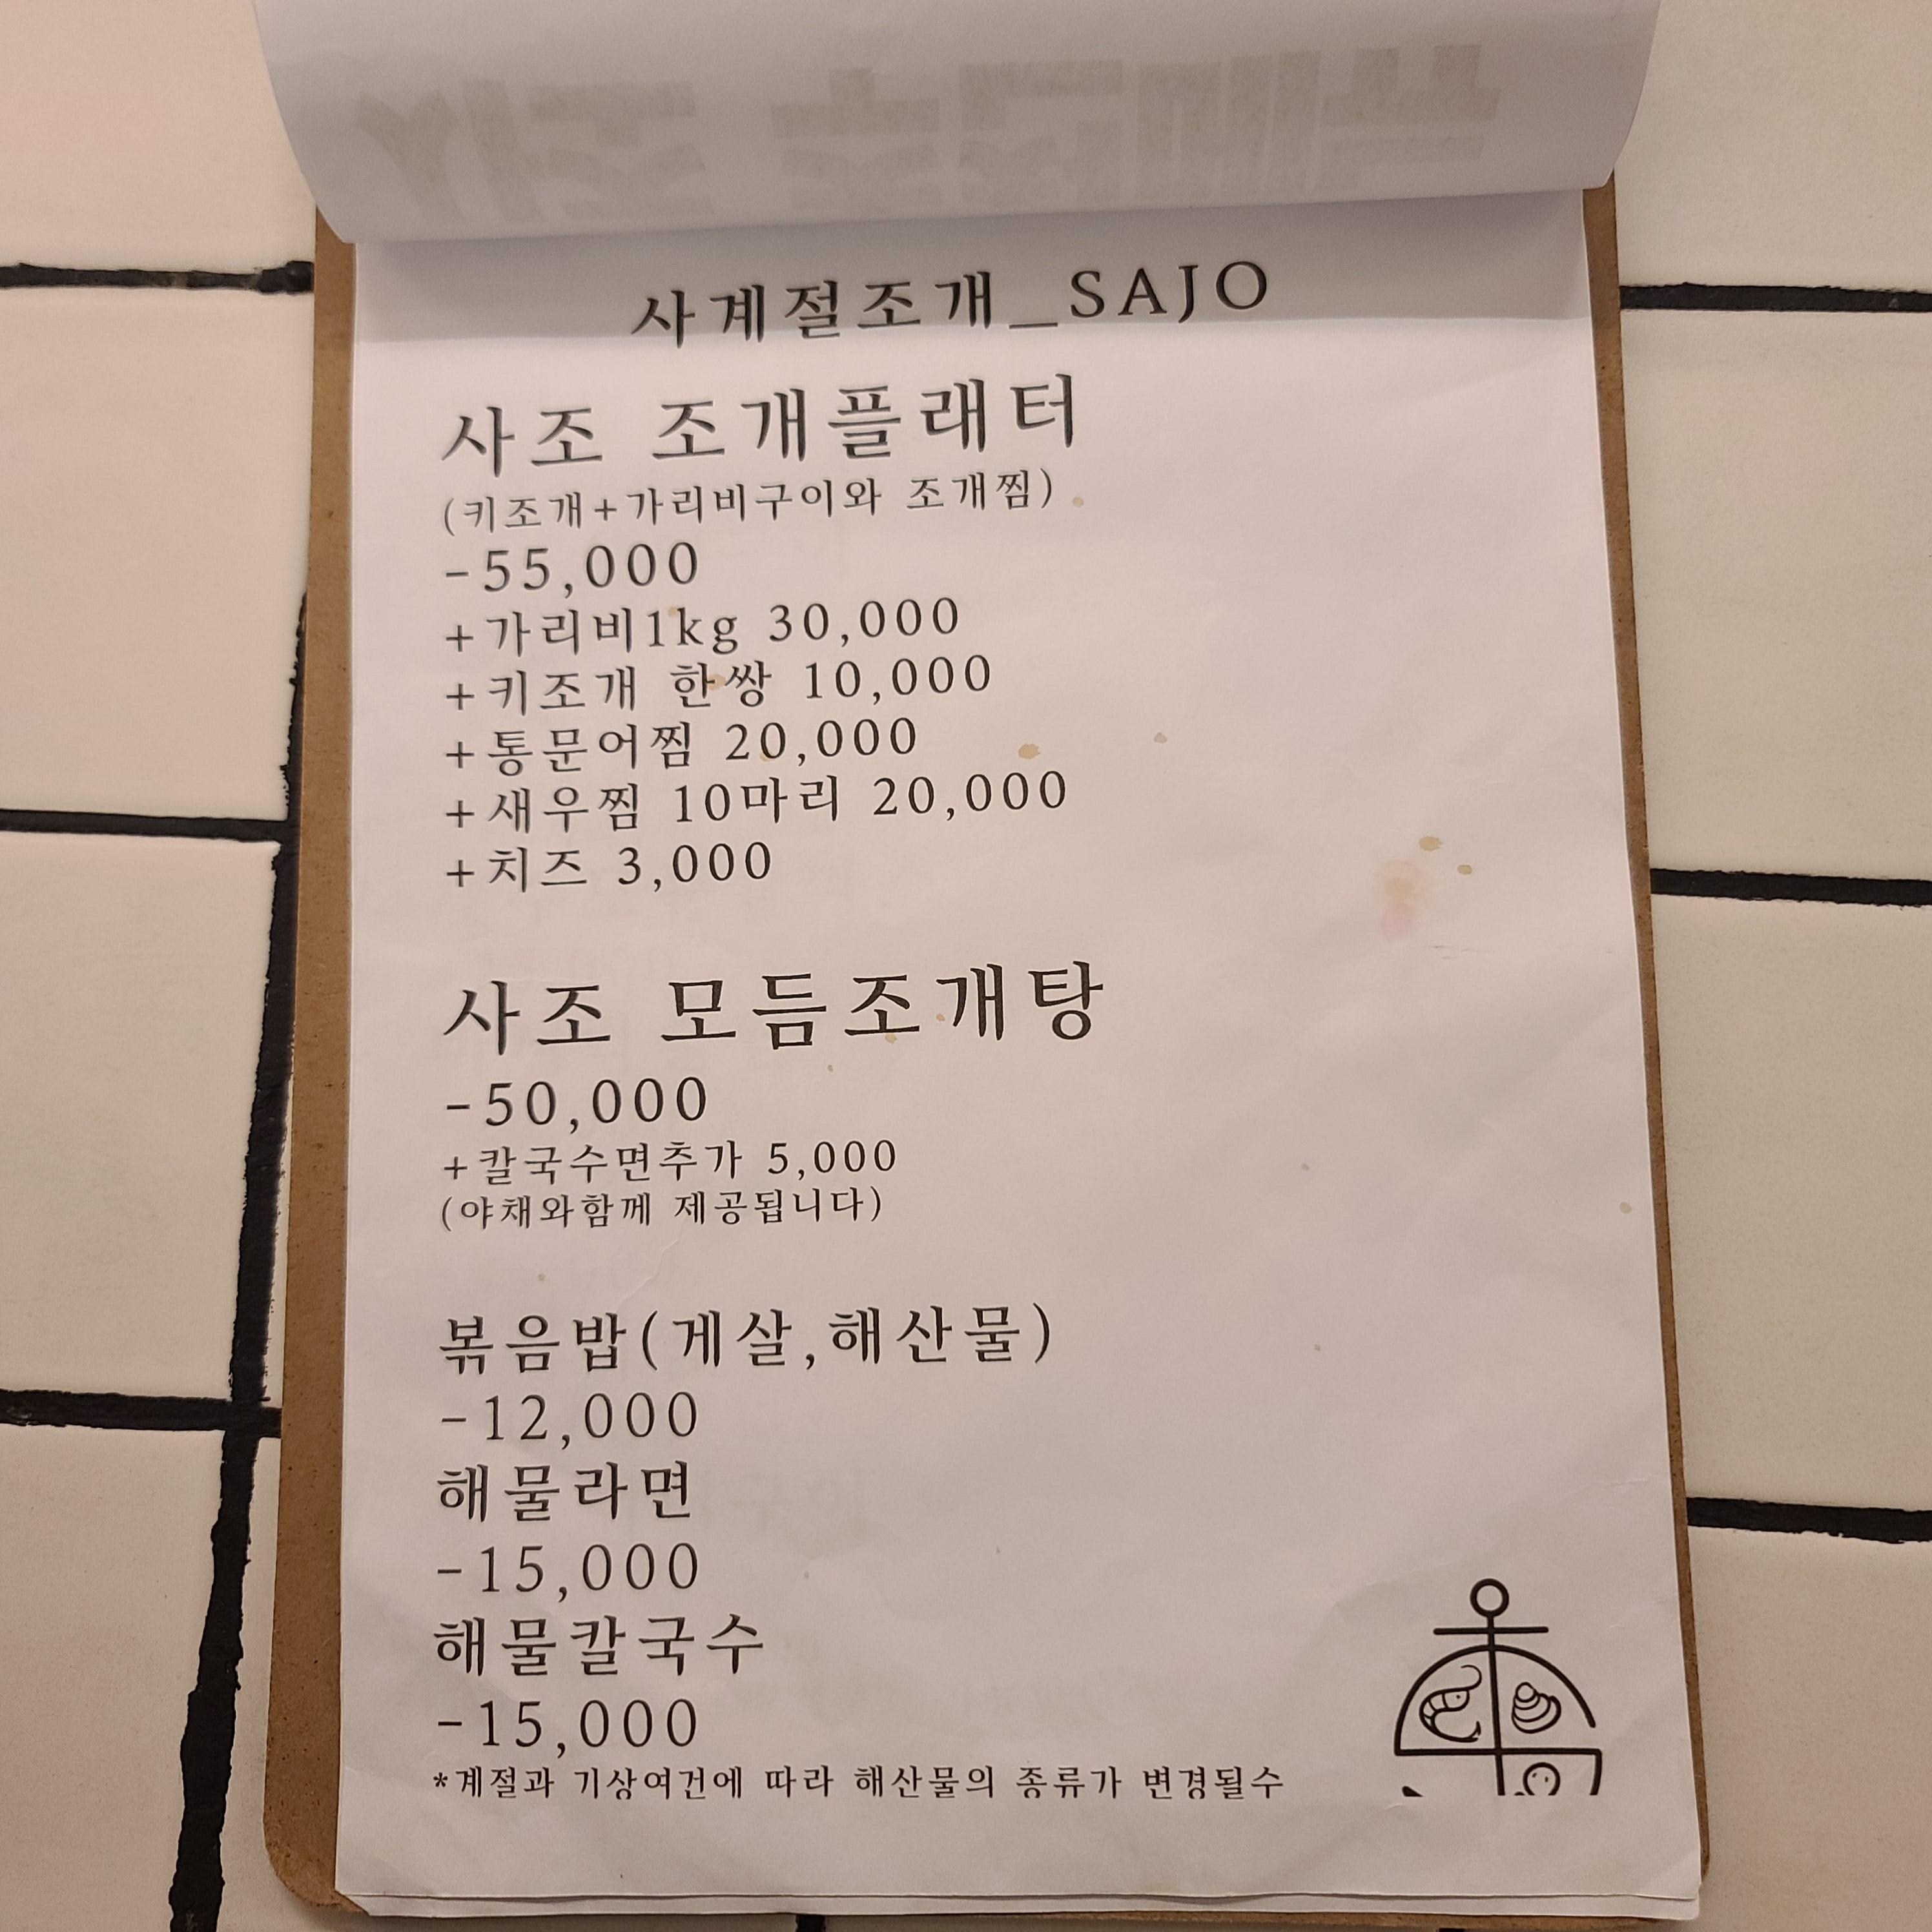 사계절조개_SAJO
사조 조개플래터
(키조개+가리비구이와 조개찜)
-55,000
+가리비1kg 30,000
+키조개 한쌍 10,000
+통문어찜 20,000
+새우찜 10마리 20,000
+치즈 3,000
사조 모듬조개탕
-50,000
+칼국수면추가 5,000
(야채와함께 제공됩니다)
볶음밥(게살,해산물)
-12,000
해물라면
-15,000
해물칼국수
-15,000
*계절과 기상여건에 따라 해산물의 종류가 변경될수